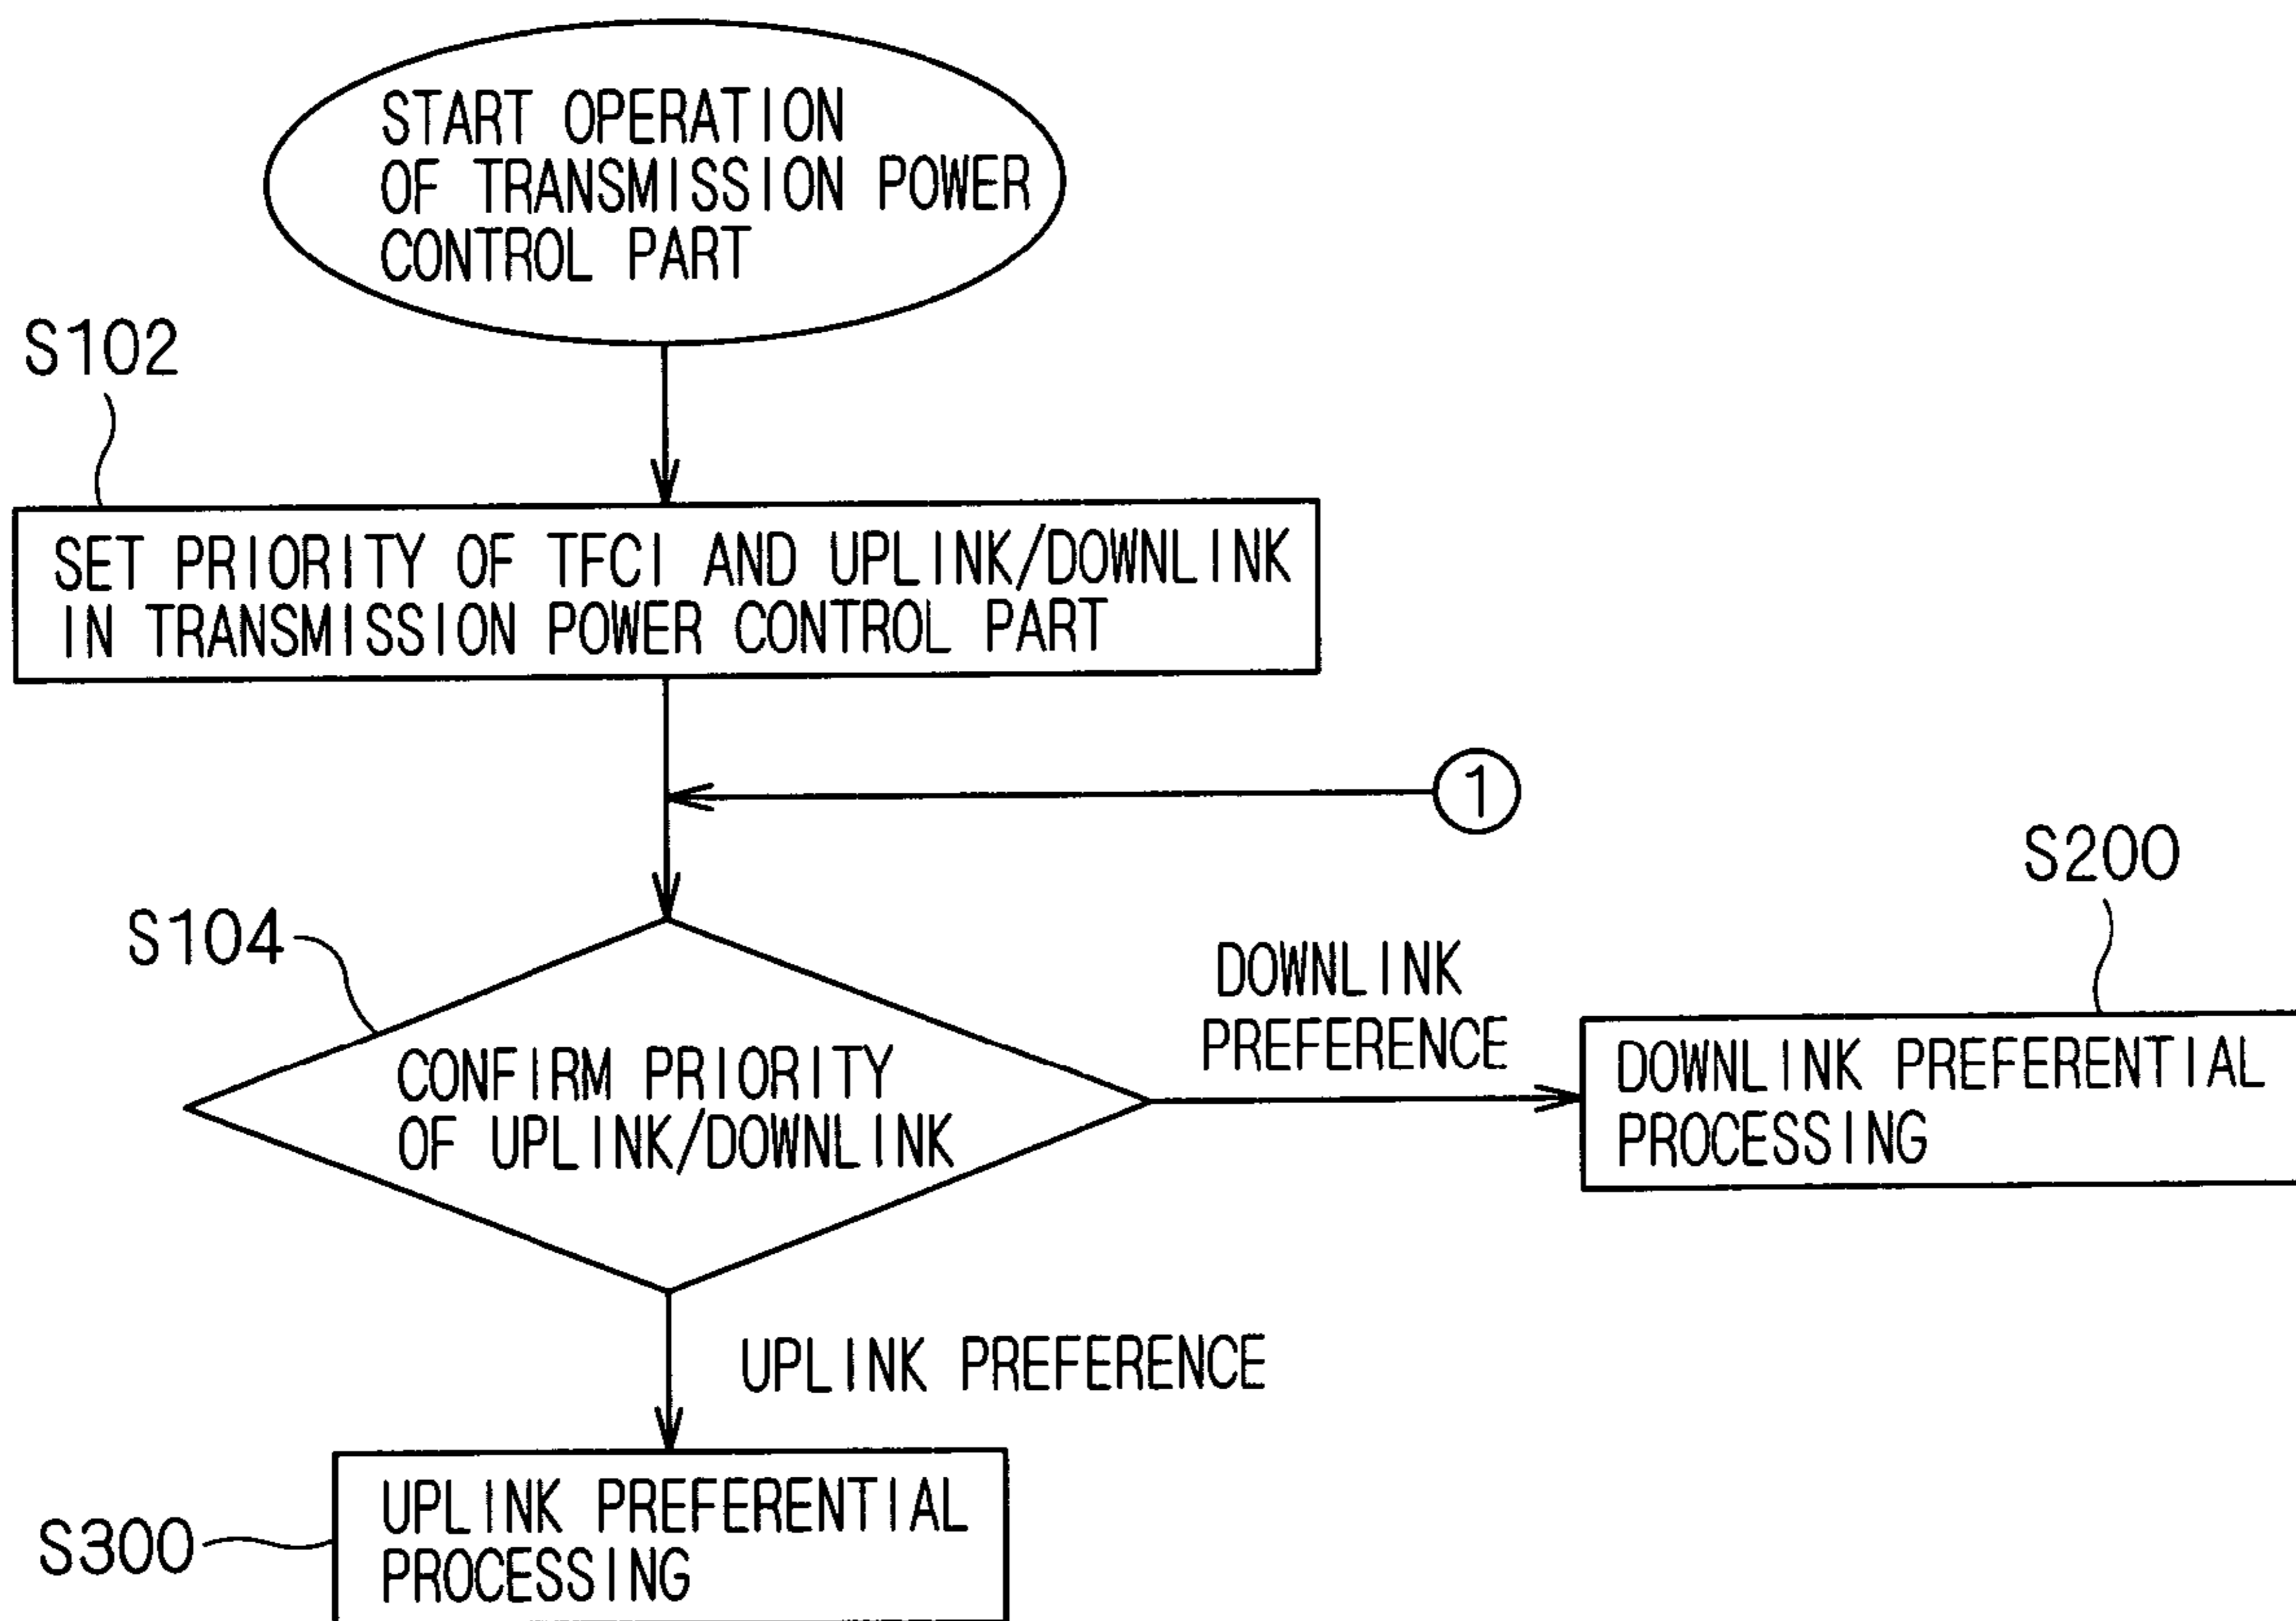 START OPERATION
OF TRANSMISSION POWER
CONTROL PART
S102
SET PRIORITY OF TFCI AND UPLINK/DOWNLINK
IN TRANSMISSION POWER CONTROL PART
1
S200
S104
DOWNLINK
PREFERENCE
CONFIRM PRIORITY
OF UPLINK/DOWNLINK
DOWNLINK PREFERENTIAL
PROCESSING
UPLINK PREFERENCE
S300
UPLINK PREFERENTIAL
PROCESSING